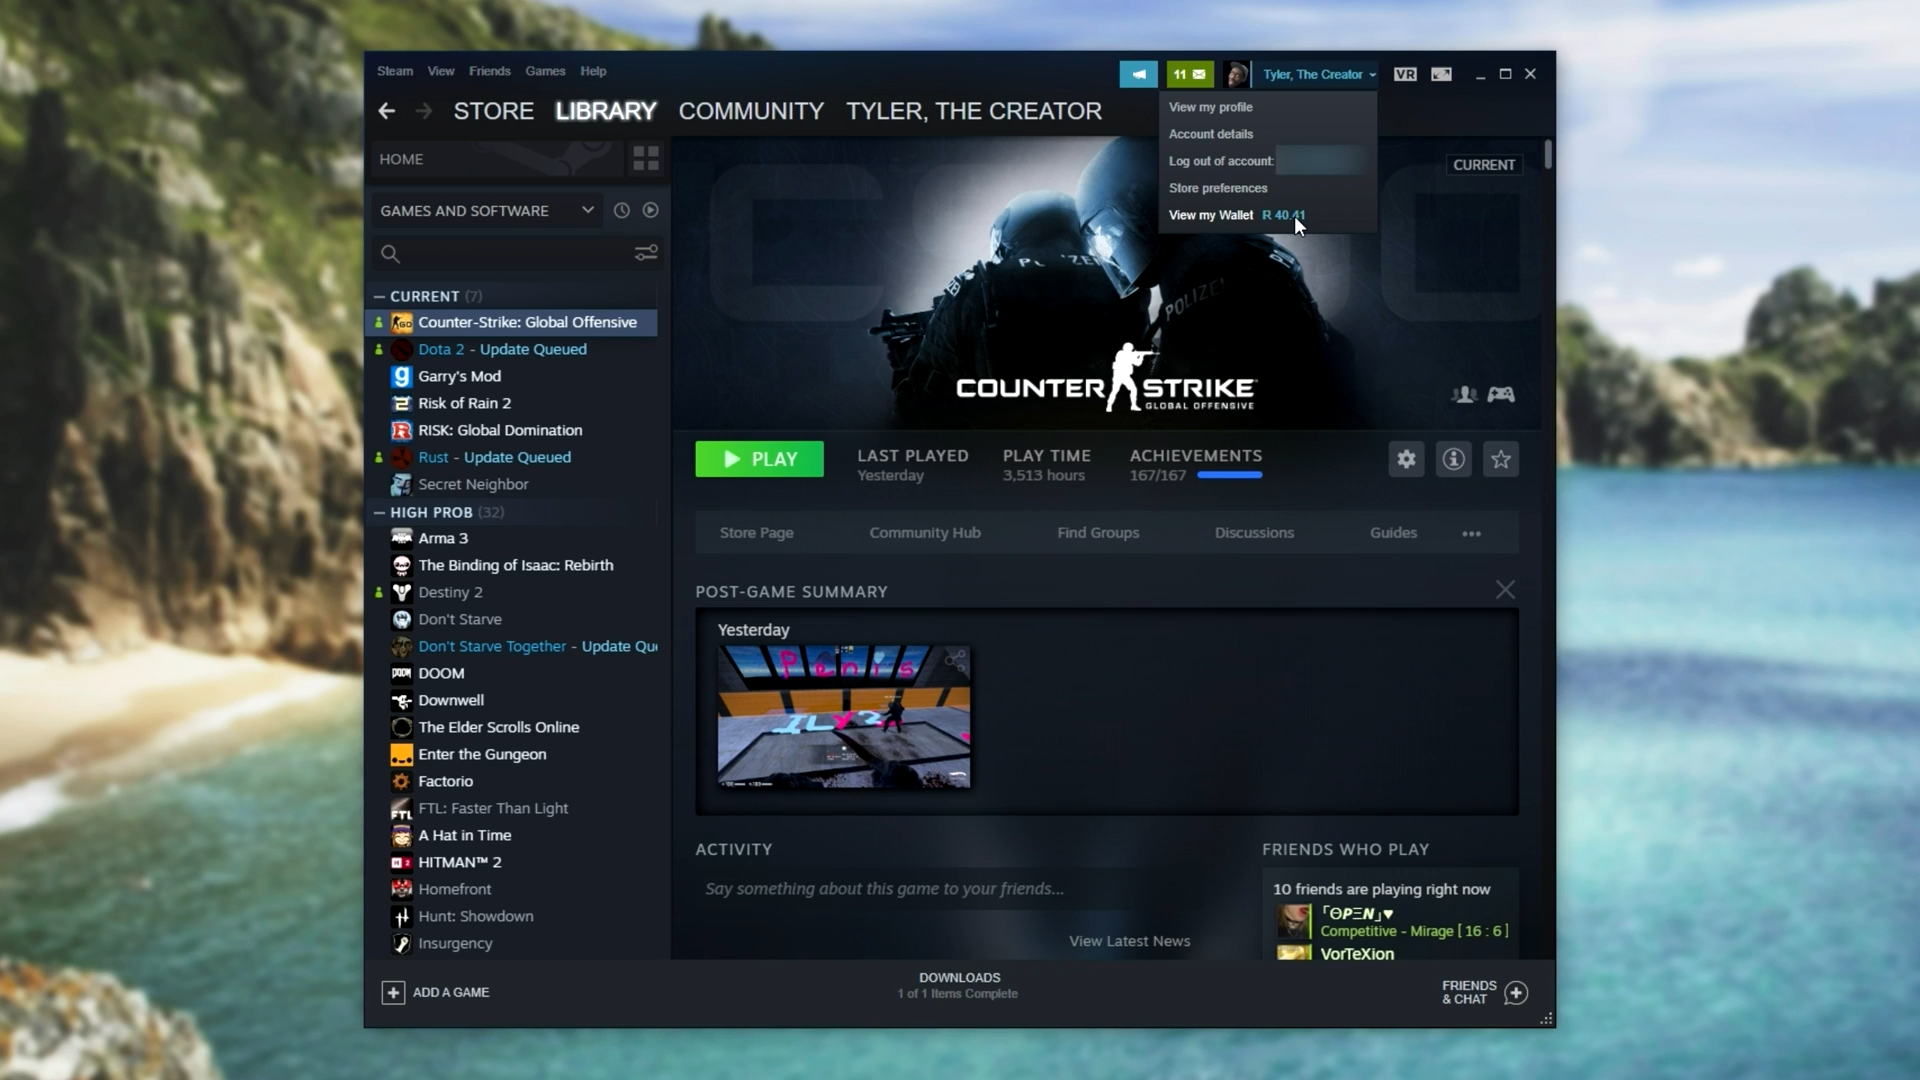 Steam View Friends Games Help
11
Tyler, The Creator
VR
STORE LIBRARY COMMUNITY TYLER, THE CREATOR
View my profile
Account details
Log out of account:
Store preferences
View my Wallet R 40.41
HOME
GAMES AND SOFTWARE
CURRENT (7)
Counter-Strike: Global Offensive
Dota 2 - Update Queued
Garry's Mod
Risk of Rain 2
RISK: Global Domination
Rust - Update Queued
Secret Neighbor
HIGH PROB (32)
Arma 3
The Binding of Isaac: Rebirth
Destiny 2
Don't Starve
Don't Starve Together - Update Que
DOOM
Downwell
The Elder Scrolls Online
Enter the Gungeon
Factorio
FTL: Faster Than Light
A Hat in Time
HITMAN™ 2
Homefront
Hunt: Showdown
Insurgency
CURRENT
POLIZEI
COUNTER STRIKE
GLOBAL OFFENSIVE
PLAY
LAST PLAYED
Yesterday
PLAY TIME
3,513 hours
ACHIEVEMENTS
167/167
Store Page Community Hub Find Groups Discussions Guides
POST-GAME SUMMARY
Yesterday
Penis
ILY
ACTIVITY
Say something about this game to your friends...
View Latest News
FRIENDS WHO PLAY
10 friends are playing right now
「ΘPΞN」♥
Competitive - Mirage [ 16 : 6 ]
VorTeXion
ADD A GAME
DOWNLOADS
1 of 1 Items Complete
FRIENDS
& CHAT